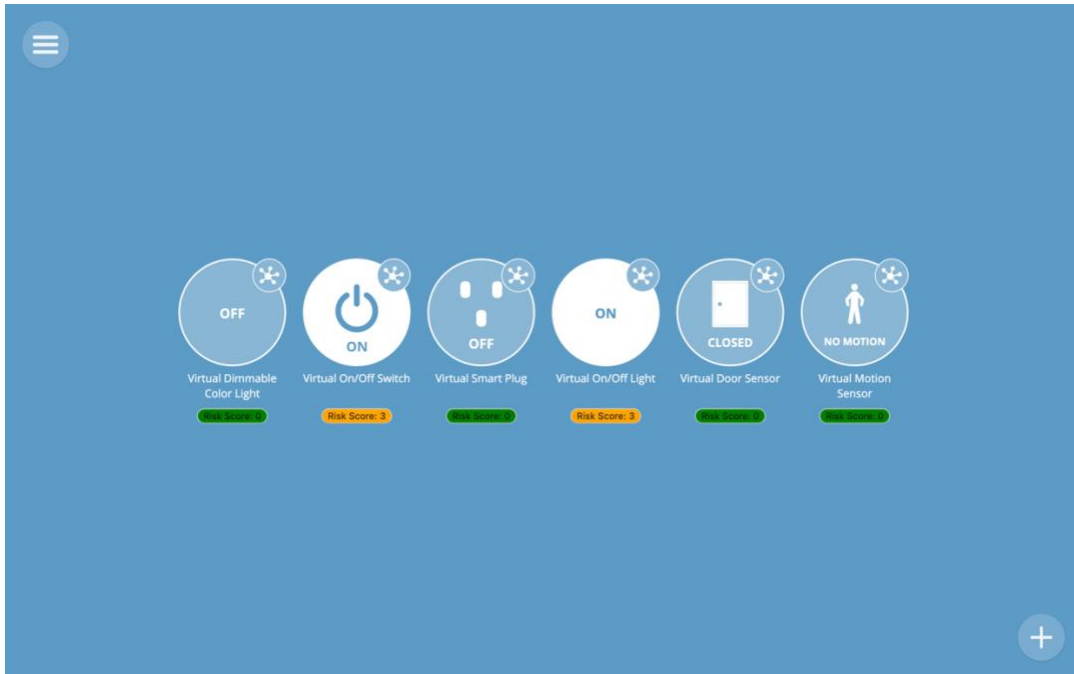 OFF
ON
OFF
ON
CLOSED
NO MOTION
Virtual Dimmable
Color Light
Virtual On/Off Switch
Virtual Smart Plug
Virtual On/Off Light
Virtual Door Sensor
Virtual Motion
Sensor
Risk Score: 0
Risk Score: 3
Risk Score: 0
Risk Score: 3
Risk Score: 0
Risk Score: 0